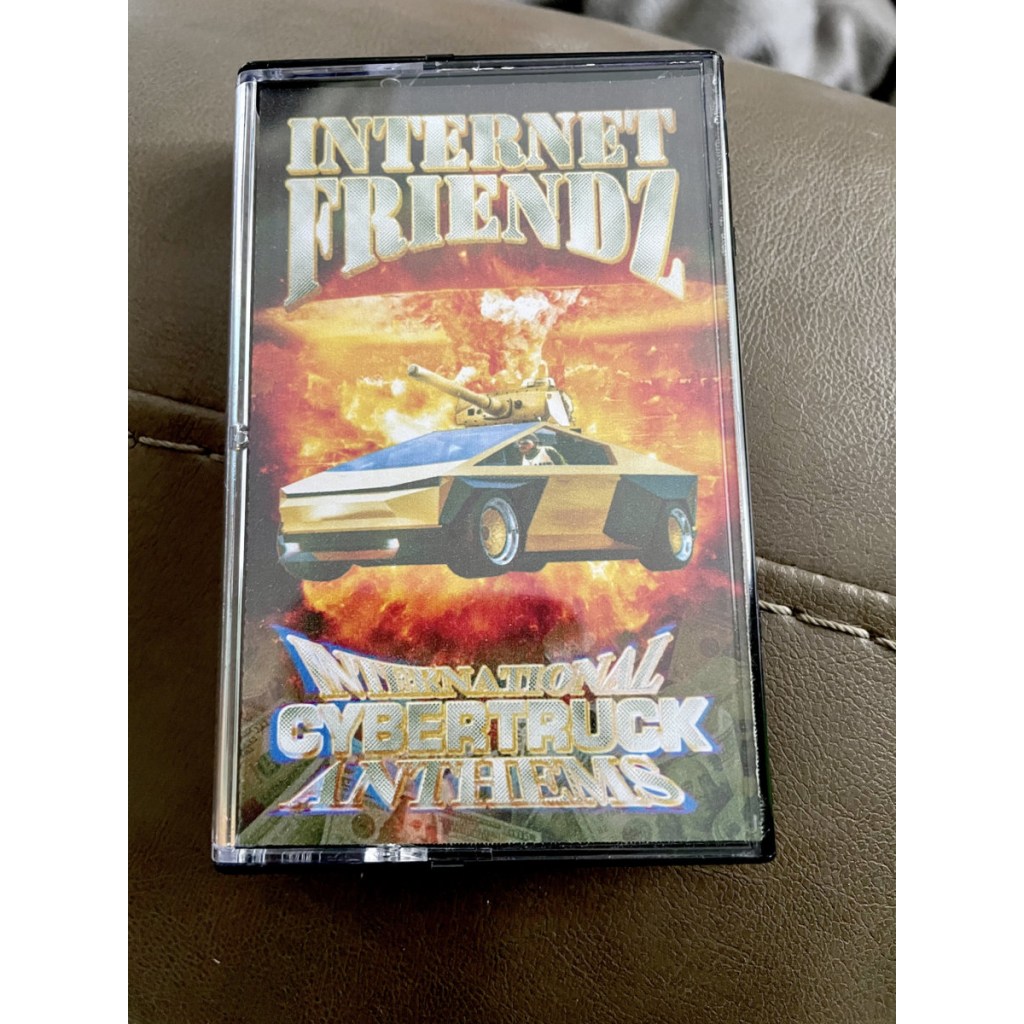 INTERNET
FRIENDZ
INTERNATIONAL
CYBERTRUCK
ANTHEMS